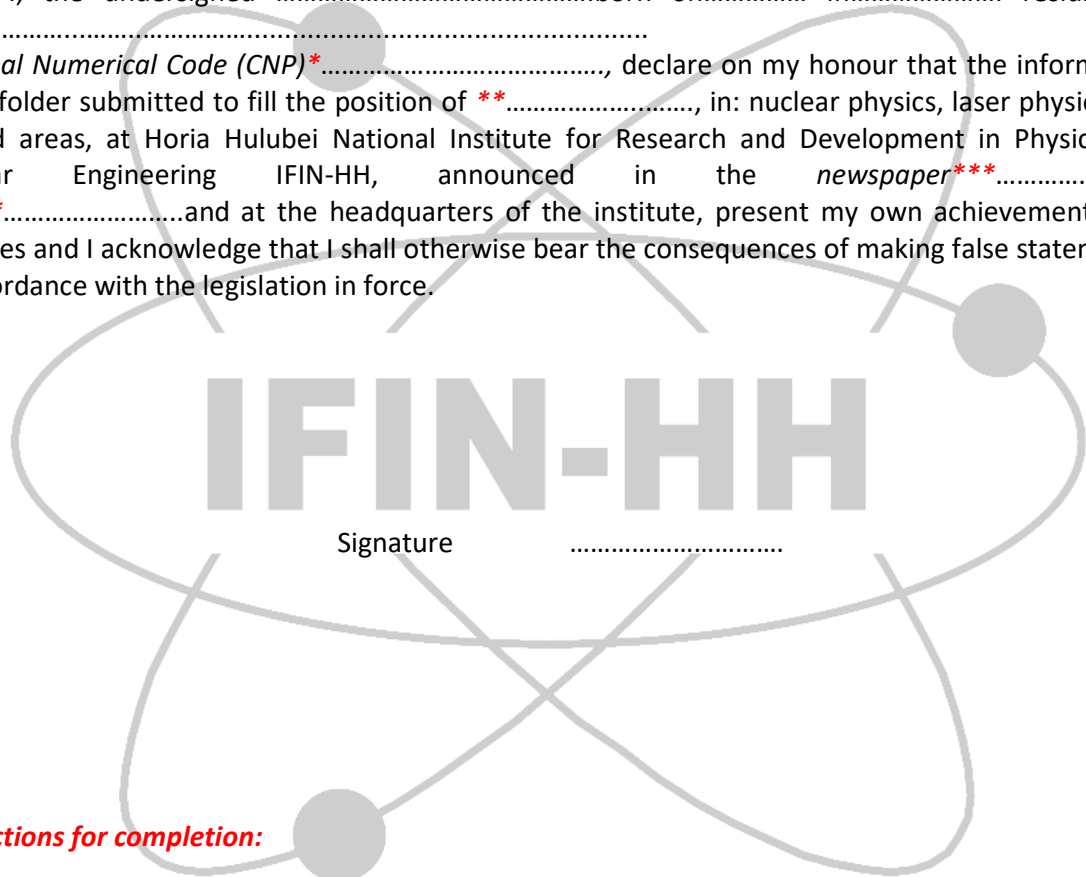 the undersigned ……………………………………….born on…………… in…………………
…………..……………………...…..................................................
al Numerical Code (CNP)*…………………………………., declare on my honour that the inform
folder submitted to fill the position of **…………………….., in: nuclear physics, laser physic
d areas, at Horia Hulubei National Institute for Research and Development in Physic
ar Engineering IFIN-HH, announced in the newspaper***…………..
*……………………..and at the headquarters of the institute, present my own achievement
es and I acknowledge that I shall otherwise bear the consequences of making false staten
ordance with the legislation in force.
IFIN-HH
Signature ………………………….
ctions for completion: